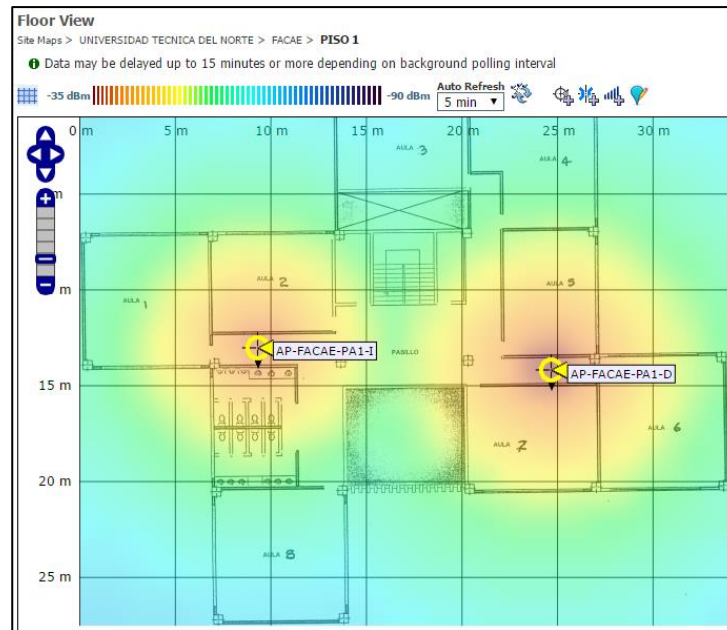 Floor View
Site Maps > UNIVERSIDAD TECNICA DEL NORTE > FACAE > PISO 1
Data may be delayed up to 15 minutes or more depending on background polling interval
-35 dBm -90 dBm Auto Refresh
5 min
0 m 5 m 10 m 15 m 20 m 25 m 30 m
AULA 3 AULA 4
m
AULA 1 AULA 2 AULA 5
m
PASILLO
AP-FACAE-PA1-I
AP-FACAE-PA1-D
15 m
AULA 7 AULA 6
20 m
AULA 8
25 m